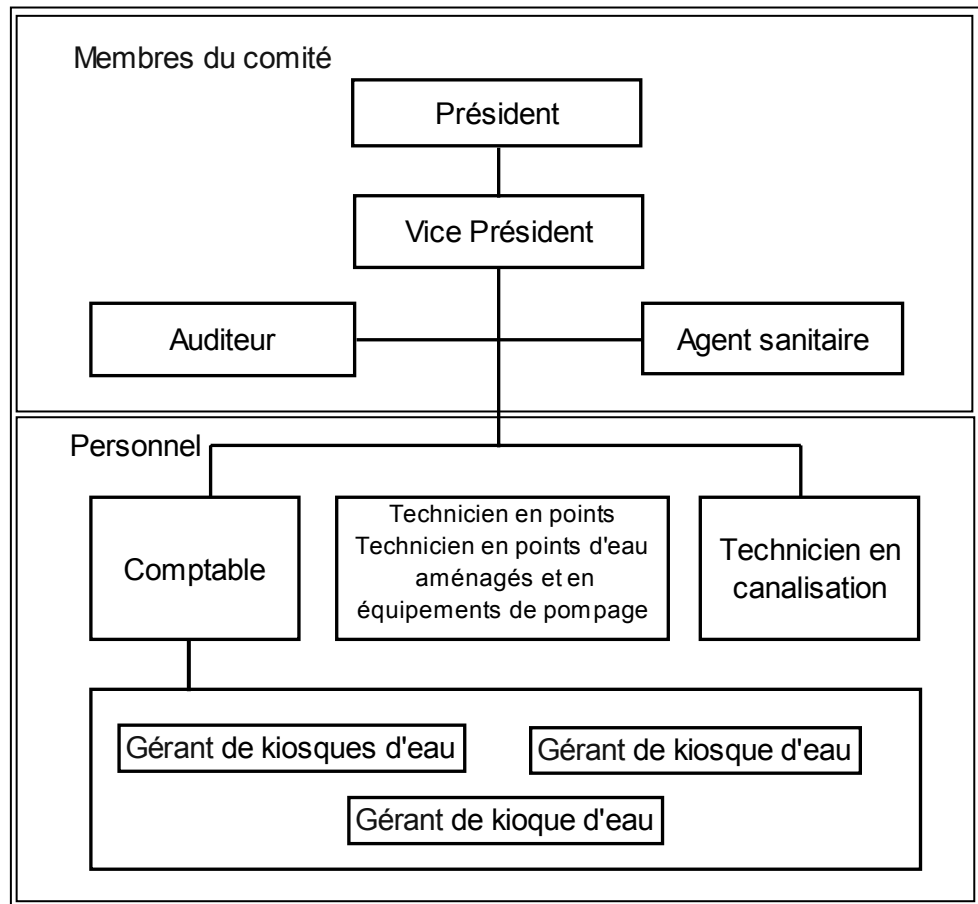 Membres du comité
Président
Vice Président
Auditeur
Agent sanitaire
Personnel
Comptable
Technicien en points
Technicien en points d'eau
aménagés et en
équipements de pompage
Technicien en
canalisation
Gérant de kiosques d'eau
Gérant de kiosque d'eau
Gérant de kioque d'eau